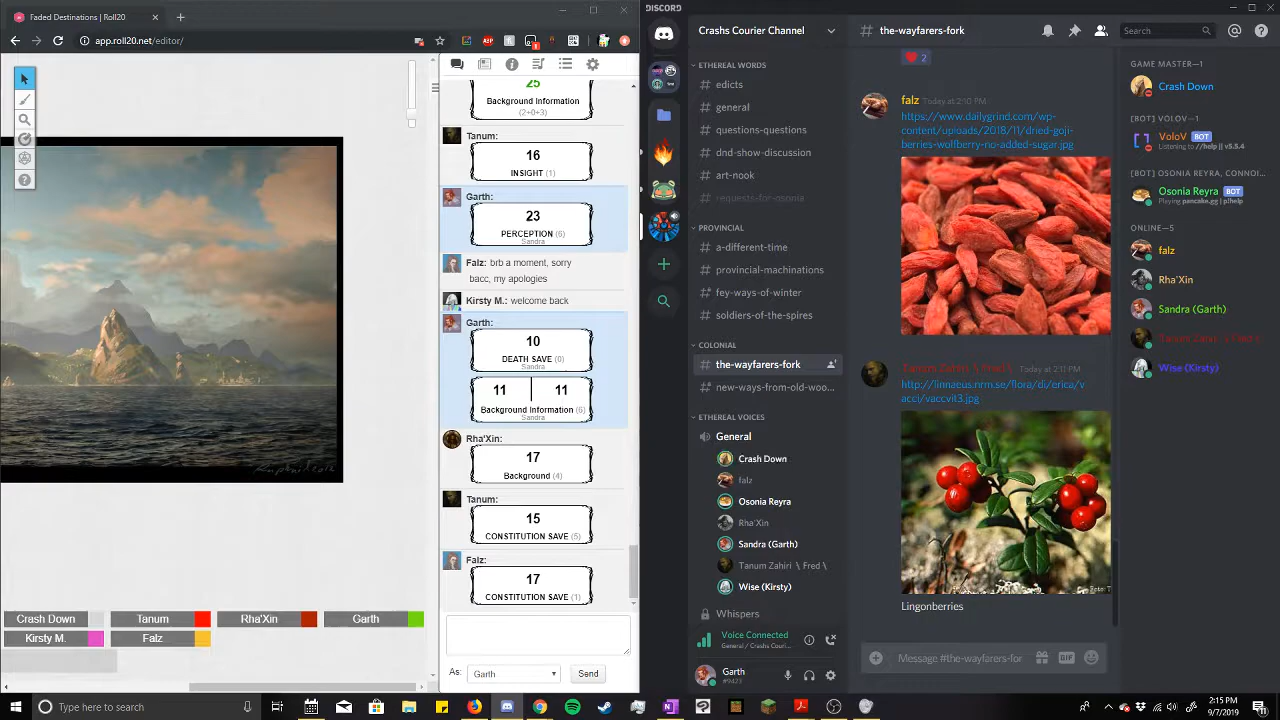 Faded Destinations | Roll20
app.roll20.net/editor/
25
Background Information
(2+0+3)
Tanum:
16
INSIGHT (1)
Garth:
23
PERCEPTION (6)
Sandra
Falz: brb a moment, sorry
bacc, my apologies
Kirsty M.: welcome back
Garth:
10
DEATH SAVE (0)
Sandra
11 11
Background Information (6)
Sandra
Rha'Xin:
17
Background (4)
Tanum:
15
CONSTITUTION SAVE (5)
Falz:
17
CONSTITUTION SAVE (1)
As: Garth
Send
Crash Down
Tanum
Rha'Xin
Garth
Kirsty M.
Falz
DISCORD
Crashs Courier Channel
ETHEREAL WORDS
# edicts
# general
# questions-questions
# dnd-show-discussion
# art-nook
# requests-for-osonia
PROVINCIAL
# a-different-time
# provincial-machinations
# fey-ways-of-winter
# soldiers-of-the-spires
COLONIAL
# the-wayfarers-fork
# new-ways-from-old-woo...
ETHEREAL VOICES
General
Crash Down
falz
Osonia Reyra
Rha'Xin
Sandra (Garth)
Tanum Zahiri \ Fred \
Wise (Kirsty)
Whispers
Voice Connected
General / Crashs Couri...
Garth
#9423
# the-wayfarers-fork
Search
2
falz Today at 2:10 PM
https://www.dailygrind.com/wp-
content/uploads/2018/11/dried-goji-
berries-wolfberry-no-added-sugar.jpg
Tanum Zahiri \ Fred \ Today at 2:11 PM
http://linnaeus.nrm.se/flora/di/erica/v
acci/vaccvit3.jpg
Lingonberries
Message #the-wayfarers-for
GIF
GAME MASTER—1
Crash Down
[BOT] VOLOV—1
VoloV BOT
Listening to //help || v5.5.4
[BOT] OSONIA REYRA, CONNOI...
Osonia Reyra BOT
Playing pancake.gg | p!help
ONLINE—5
falz
Rha'Xin
Sandra (Garth)
Tanum Zahiri \ Fred \
Wise (Kirsty)
Type here to search
2:15 PM
9/7/2019